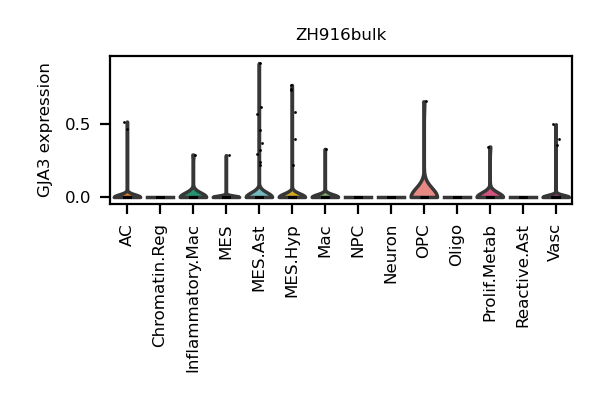 ZH916bulk
GJA3 expression
0.5
0.0
AC
Chromatin.Reg
Inflammatory.Mac
MES
MES.Ast
MES.Hyp
Mac
NPC
Neuron
OPC
Oligo
Prolif.Metab
Reactive.Ast
Vasc